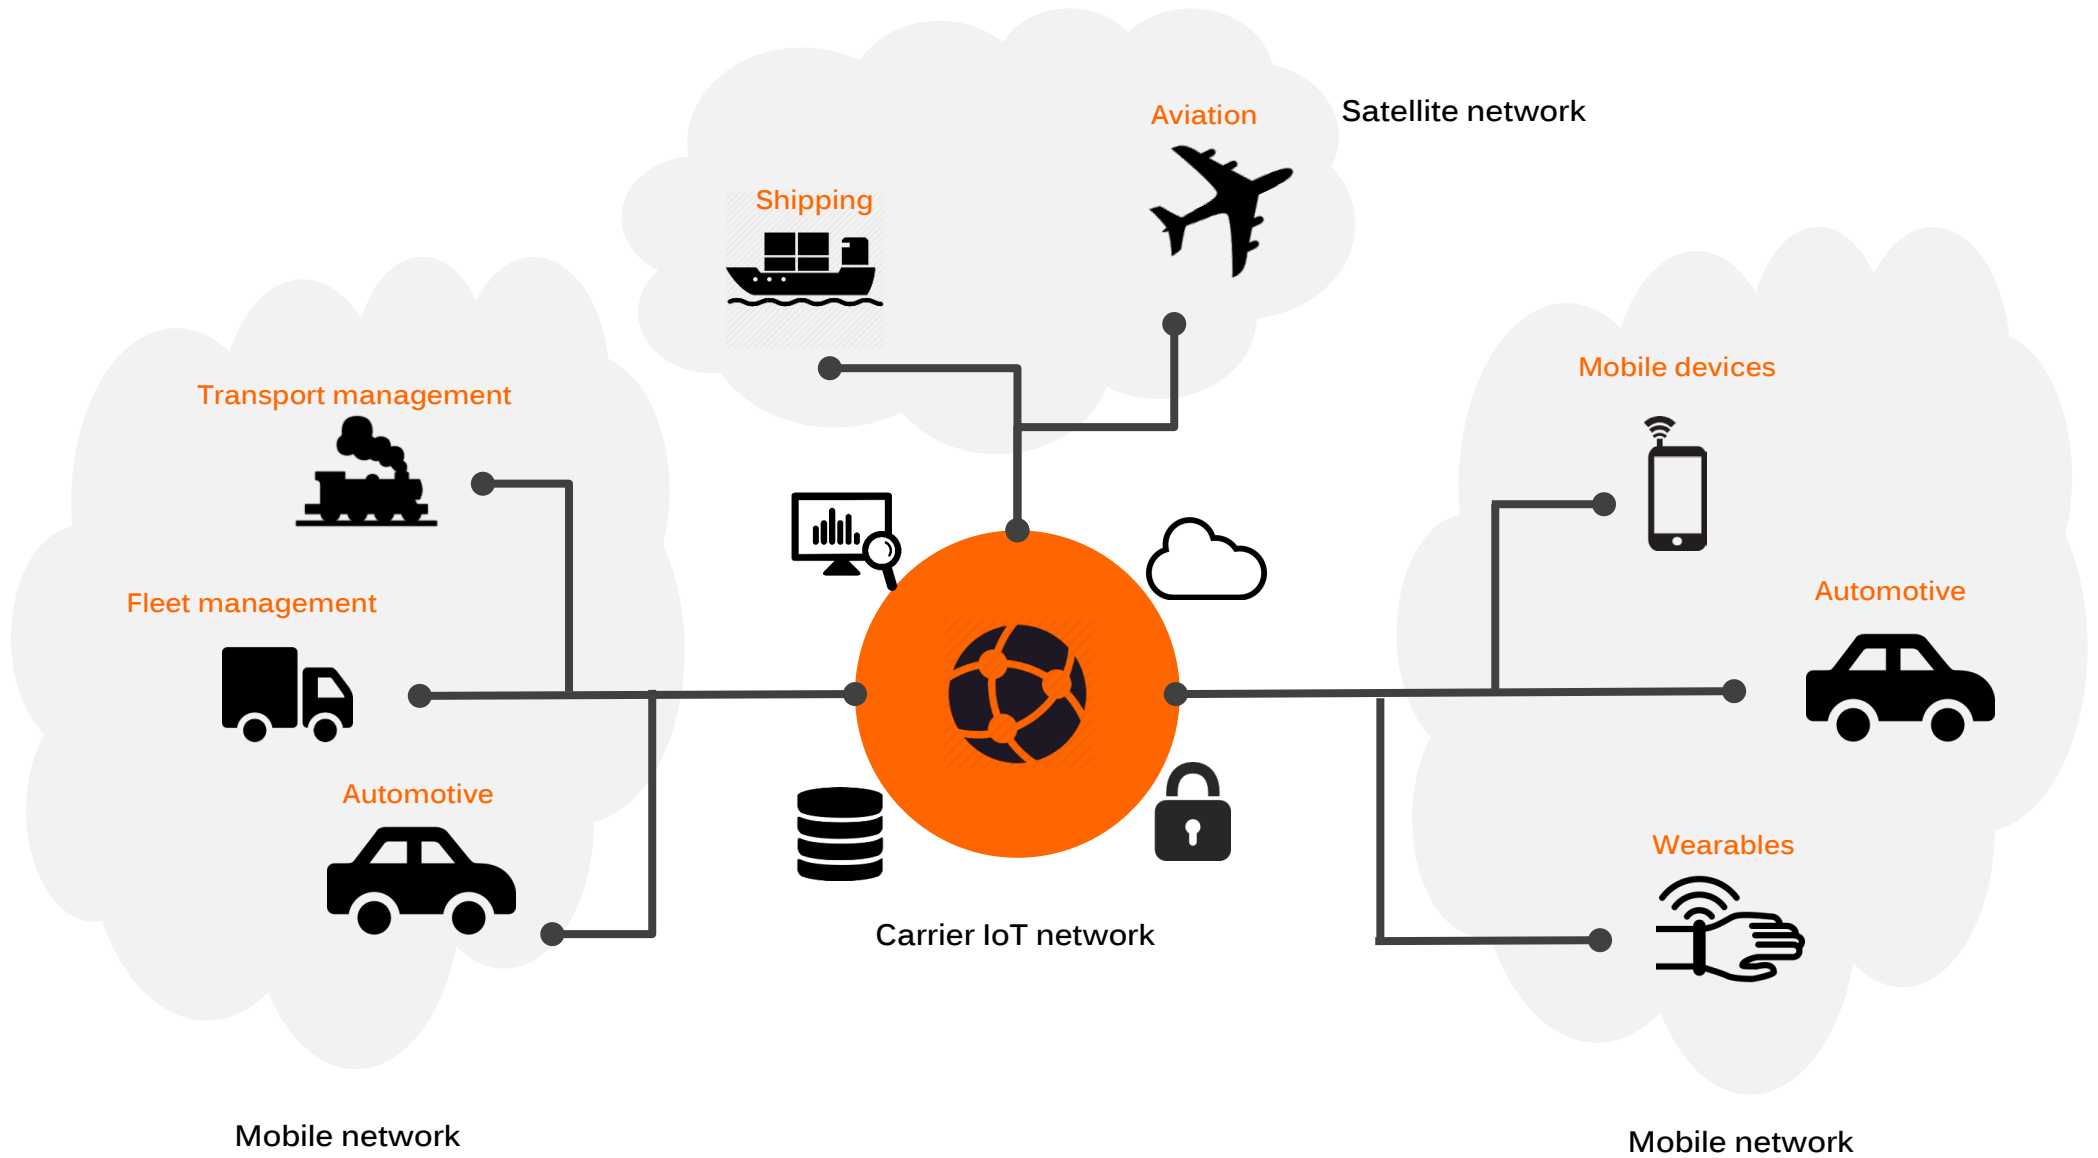 Aviation
Satellite network
Shipping
Transport management
Mobile devices
Fleet management
Automotive
Automotive
Wearables
Carrier IoT network
Mobile network
Mobile network